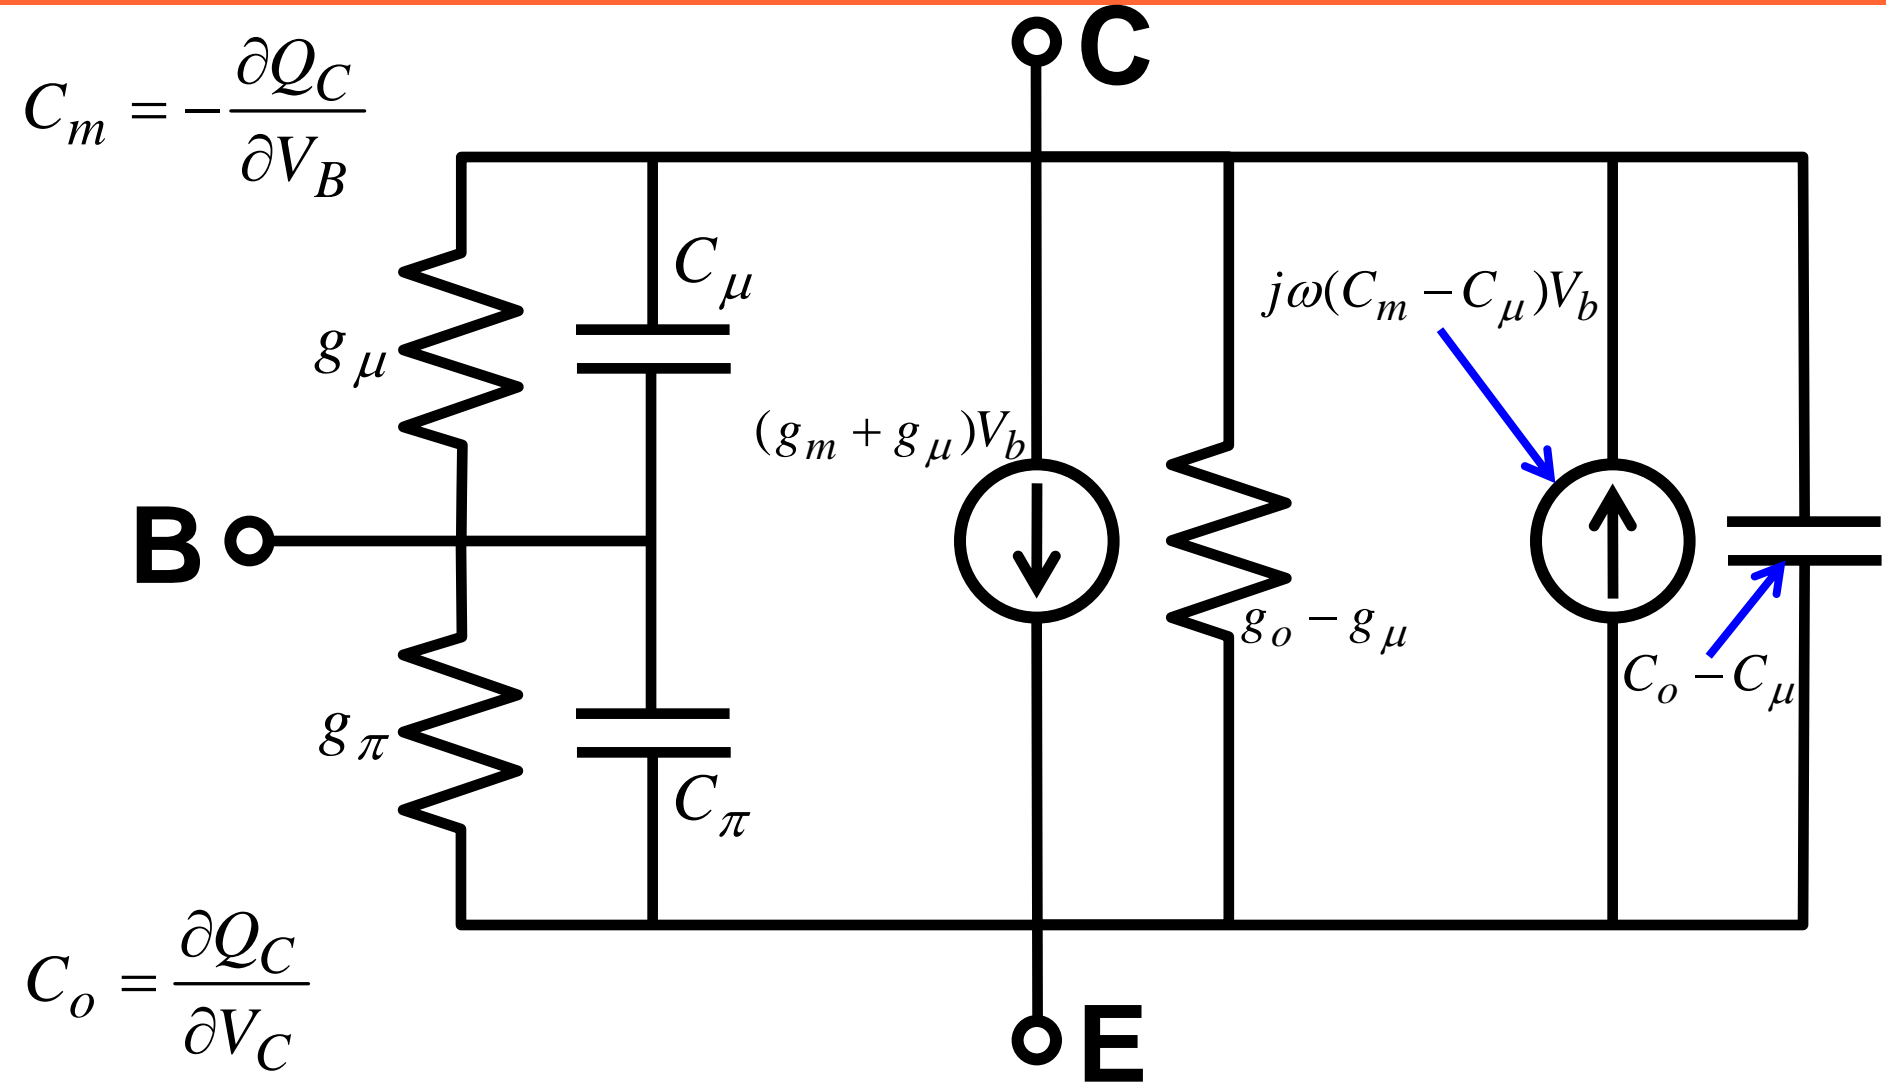 C
C_m = -∂Q_C/∂V_B
C_μ
jω(C_m − C_μ)V_b
g_μ
(g_m + g_μ)V_b
B
g_o − g_μ
C_o − C_μ
g_π
C_π
C_o = ∂Q_C/∂V_C
E